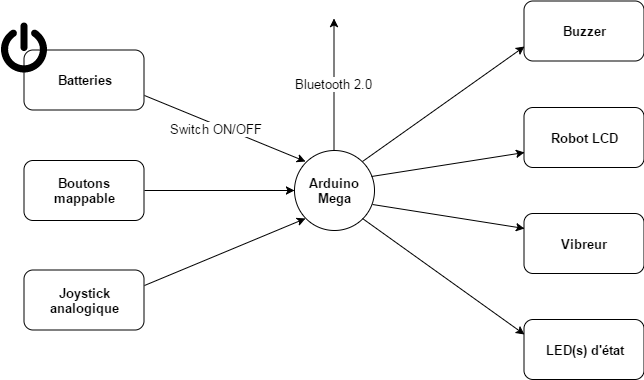 Batteries
Switch ON/OFF
Boutons
mappable
Joystick
analogique
Bluetooth 2.0
Arduino
Mega
Buzzer
Robot LCD
Vibreur
LED(s) d'état